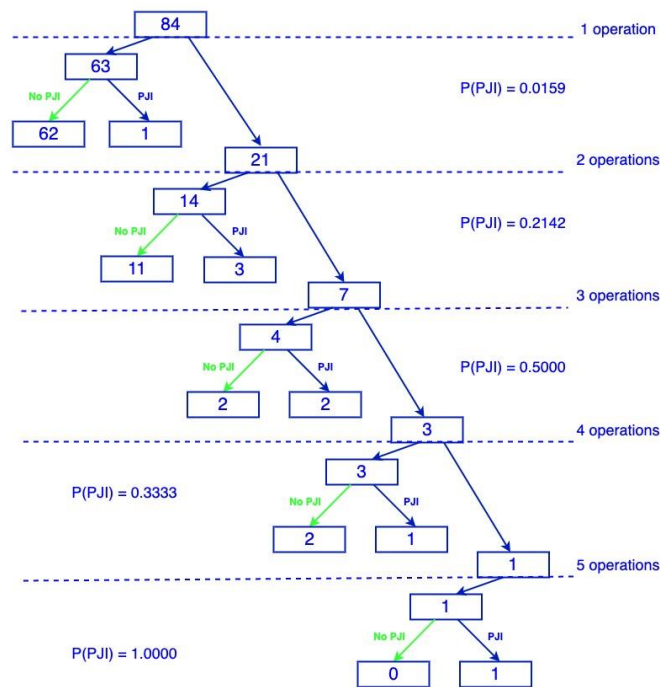 84
1 operation
63
P(PJI) = 0.0159
No PJI
PJI
62
1
21
2 operations
14
P(PJI) = 0.2142
No PJI
PJI
11
3
7
3 operations
4
P(PJI) = 0.5000
No PJI
PJI
2
2
3
4 operations
3
P(PJI) = 0.3333
No PJI
PJI
2
1
1
5 operations
1
No PJI
PJI
P(PJI) = 1.0000
0
1